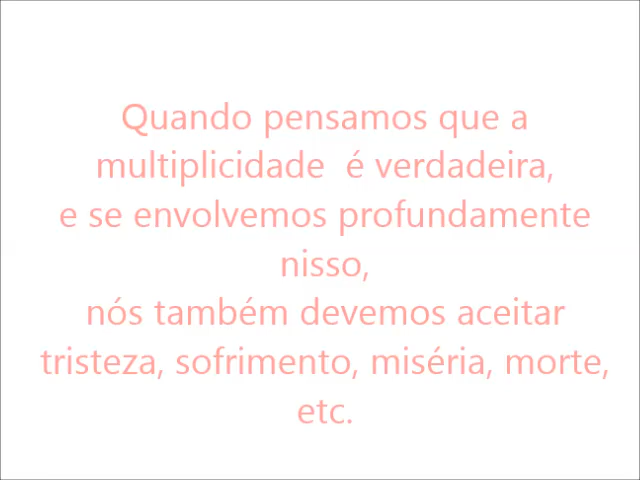 Quando pensamos que a
multiplicidade  é verdadeira,
e se envolvemos profundamente
nisso,
nós também devemos aceitar
tristeza, sofrimento, miséria, morte,
etc.